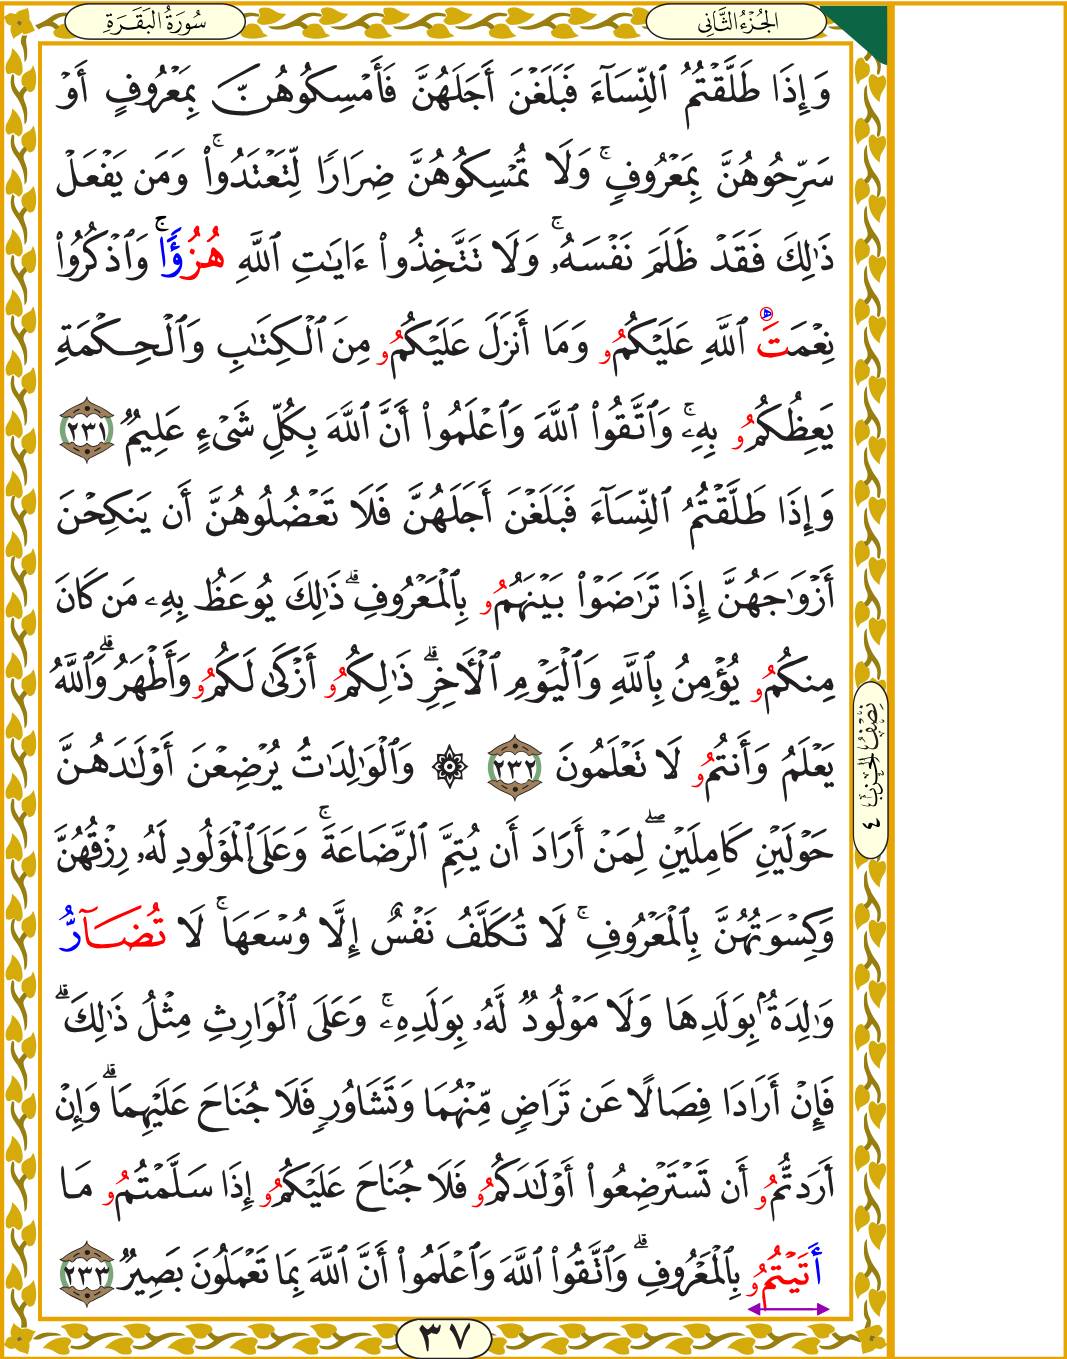 سُورَةُ البَقَرَةِ
الجُزْءُ الثَّانِي
وَإِذَا طَلَّقْتُمُ ٱلنِّسَآءَ فَبَلَغْنَ أَجَلَهُنَّ فَأَمْسِكُوهُنَّ بِمَعْرُوفٍ أَوْ
سَرِّحُوهُنَّ بِمَعْرُوفٍۚ وَلَا تُمْسِكُوهُنَّ ضِرَارًا لِّتَعْتَدُوا۟ۚ وَمَن يَفْعَلْ
ذَٰلِكَ فَقَدْ ظَلَمَ نَفْسَهُۥۚ وَلَا تَتَّخِذُوٓا۟ ءَايَٰتِ ٱللَّهِ هُزُؤًاۚ وَٱذْكُرُوا۟
نِعْمَتَ ٱللَّهِ عَلَيْكُمُۥ وَمَآ أَنزَلَ عَلَيْكُمُۥ مِنَ ٱلْكِتَٰبِ وَٱلْحِكْمَةِ
يَعِظُكُمُۥ بِهِۦۚ وَٱتَّقُوا۟ ٱللَّهَ وَٱعْلَمُوٓا۟ أَنَّ ٱللَّهَ بِكُلِّ شَىْءٍ عَلِيمٌ ٢٣١
وَإِذَا طَلَّقْتُمُ ٱلنِّسَآءَ فَبَلَغْنَ أَجَلَهُنَّ فَلَا تَعْضُلُوهُنَّ أَن يَنكِحْنَ
أَزْوَٰجَهُنَّ إِذَا تَرَٰضَوْا۟ بَيْنَهُمُۥ بِٱلْمَعْرُوفِۗ ذَٰلِكَ يُوعَظُ بِهِۦ مَن كَانَ
مِنكُمُۥ يُؤْمِنُ بِٱللَّهِ وَٱلْيَوْمِ ٱلْأَخِرِۗ ذَٰلِكُمُۥ أَزْكَىٰ لَكُمُۥ وَأَطْهَرُۗ وَٱللَّهُ
يَعْلَمُ وَأَنتُمُۥ لَا تَعْلَمُونَ ٢٣٢ ۞ وَٱلْوَٰلِدَٰتُ يُرْضِعْنَ أَوْلَٰدَهُنَّ
حَوْلَيْنِ كَامِلَيْنِۖ لِمَنْ أَرَادَ أَن يُتِمَّ ٱلرَّضَاعَةَۚ وَعَلَى ٱلْمَوْلُودِ لَهُۥ رِزْقُهُنَّ
وَكِسْوَتُهُنَّ بِٱلْمَعْرُوفِۚ لَا تُكَلَّفُ نَفْسٌ إِلَّا وُسْعَهَاۚ لَا تُضَآرُّ
وَٰلِدَةٌۢ بِوَلَدِهَا وَلَا مَوْلُودٌ لَّهُۥ بِوَلَدِهِۦۚ وَعَلَى ٱلْوَارِثِ مِثْلُ ذَٰلِكَۗ
فَإِنْ أَرَادَا فِصَالًا عَن تَرَاضٍ مِّنْهُمَا وَتَشَاوُرٍ فَلَا جُنَاحَ عَلَيْهِمَاۗ وَإِنْ
أَرَدتُّمُۥ أَن تَسْتَرْضِعُوٓا۟ أَوْلَٰدَكُمُۥ فَلَا جُنَاحَ عَلَيْكُمُۥ إِذَا سَلَّمْتُمُۥ مَآ
أَتَيْتُمُۥ بِٱلْمَعْرُوفِۗ وَٱتَّقُوا۟ ٱللَّهَ وَٱعْلَمُوٓا۟ أَنَّ ٱللَّهَ بِمَا تَعْمَلُونَ بَصِيرٌ ٢٣٣
نِصْفُ الحِزْبِ ٤
٣٧